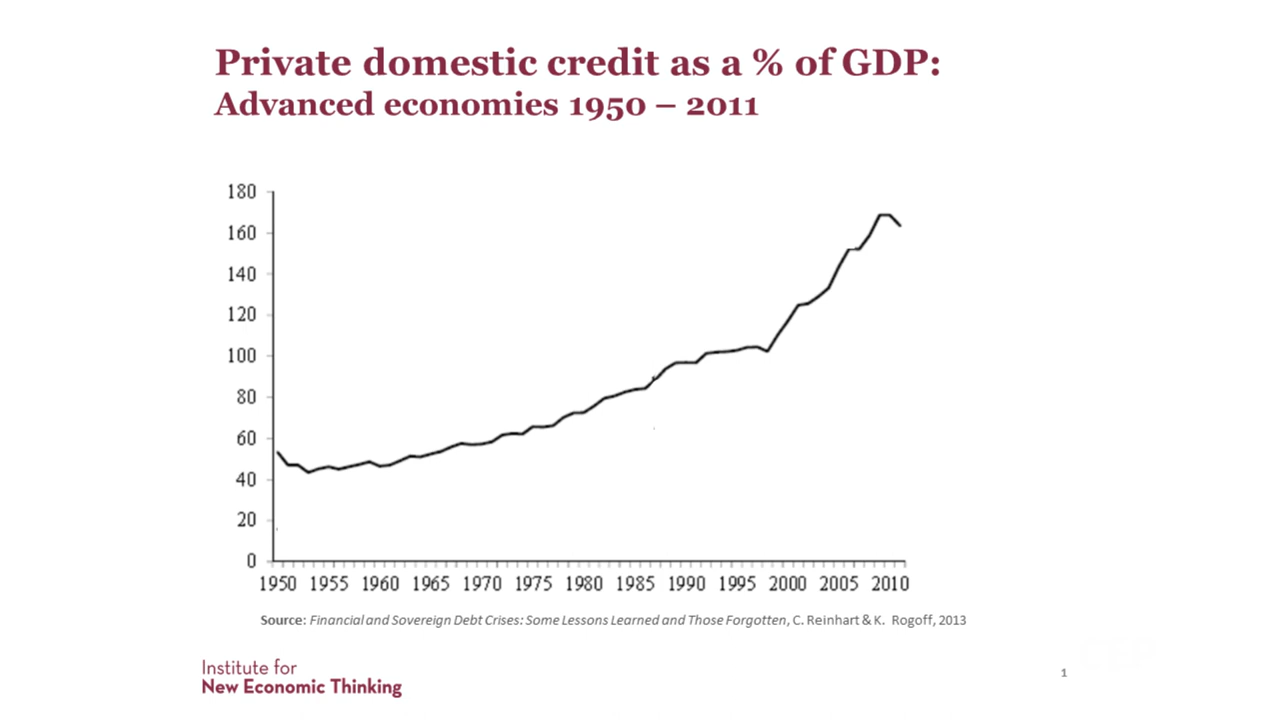 Private domestic credit as a % of GDP:
Advanced economies 1950 – 2011
180
160
140
120
100
80
60
40
20
0
1950 1955 1960 1965 1970 1975 1980 1985 1990 1995 2000 2005 2010
Source: Financial and Sovereign Debt Crises: Some Lessons Learned and Those Forgotten, C. Reinhart & K. Rogoff, 2013
Institute for
New Economic Thinking
1